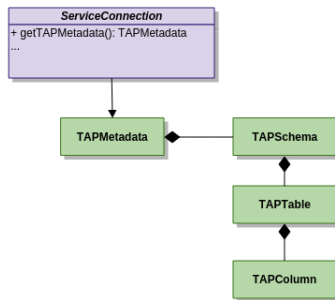 ServiceConnection
+ getTAPMetadata(): TAPMetadata
...
TAPMetadata
TAPSchema
TAPTable
TAPColumn